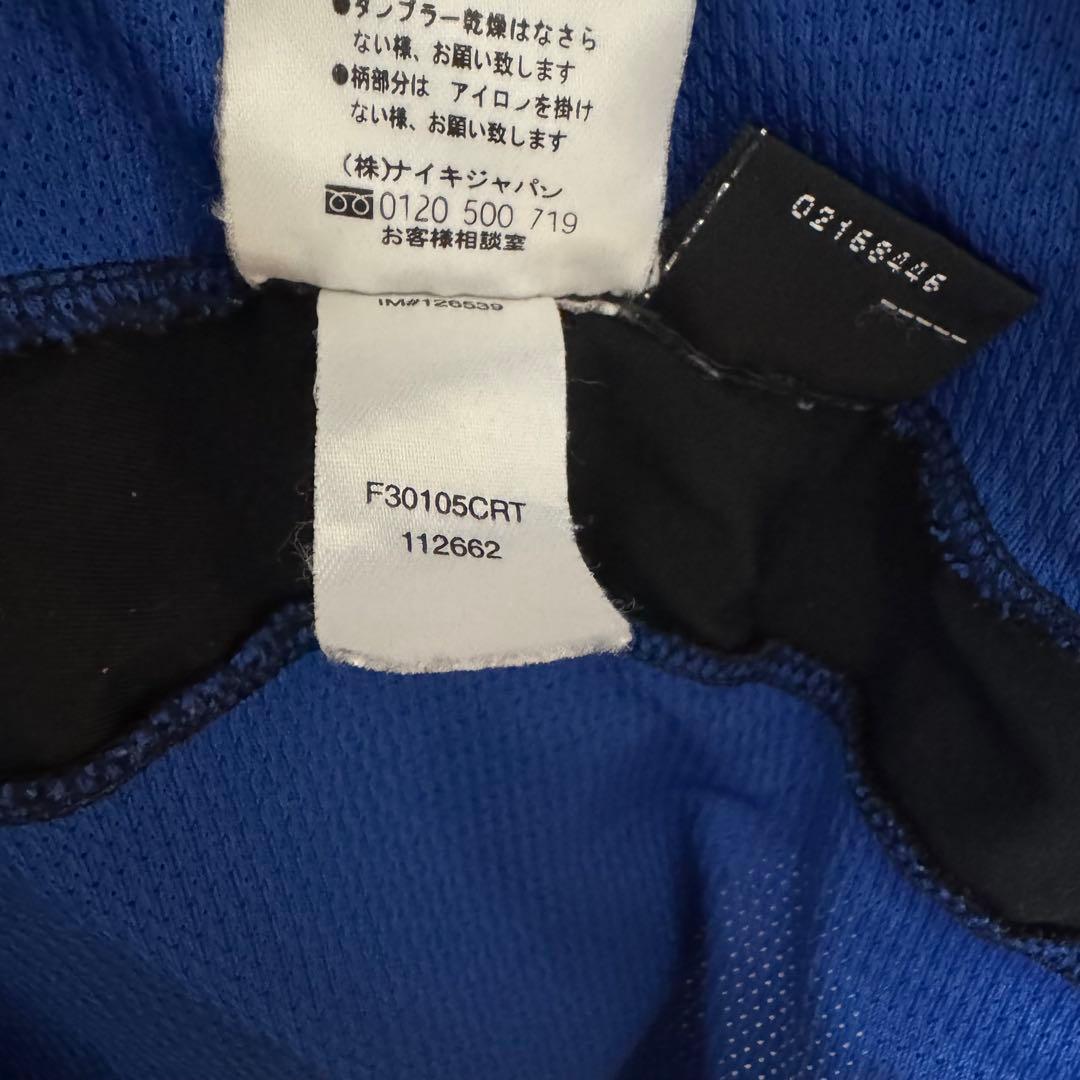 ●タンブラー乾燥はなさら
ない様、お願い致します
●柄部分は アイロンを掛け
ない様、お願い致します
(株)ナイキジャパン
0120 500 719
お客様相談室
IM#126539
F30105CRT
112662
02168446